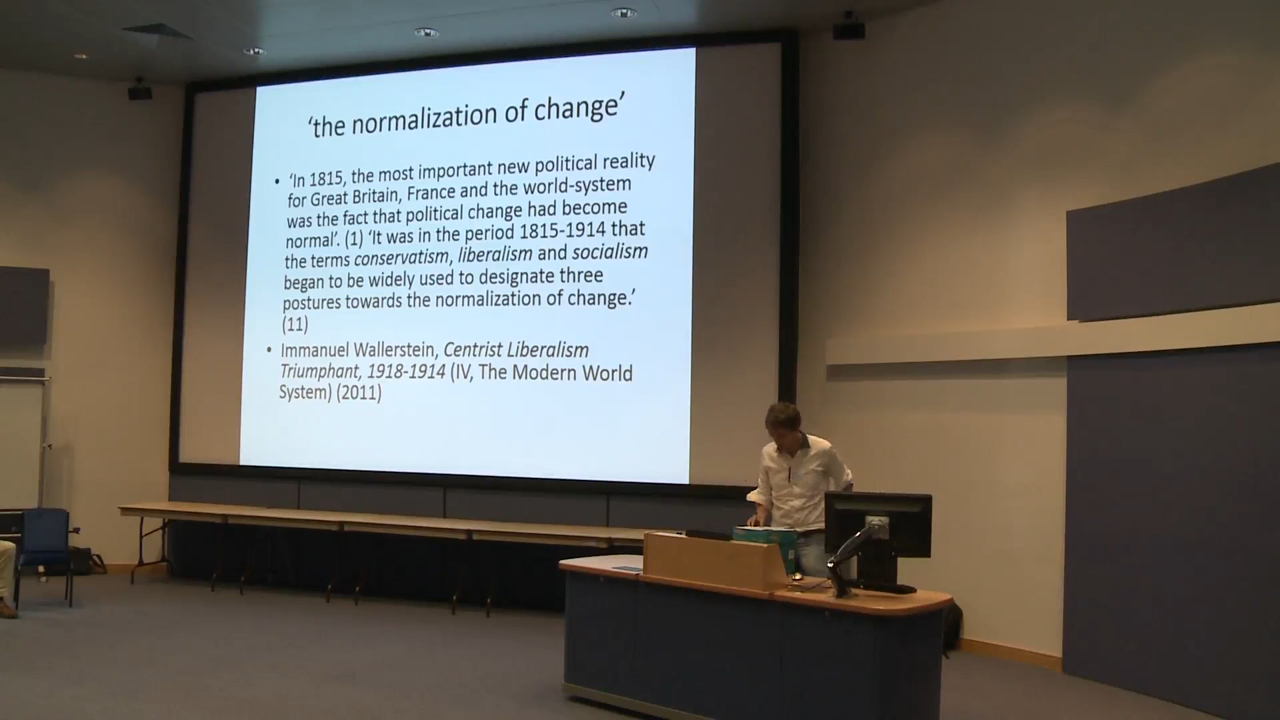 ‘the normalization of change’
• ‘In 1815, the most important new political reality
for Great Britain, France and the world-system
was the fact that political change had become
normal’. (1) ‘It was in the period 1815-1914 that
the terms conservatism, liberalism and socialism
began to be widely used to designate three
postures towards the normalization of change.’
(11)
• Immanuel Wallerstein, Centrist Liberalism
Triumphant, 1918-1914 (IV, The Modern World
System) (2011)